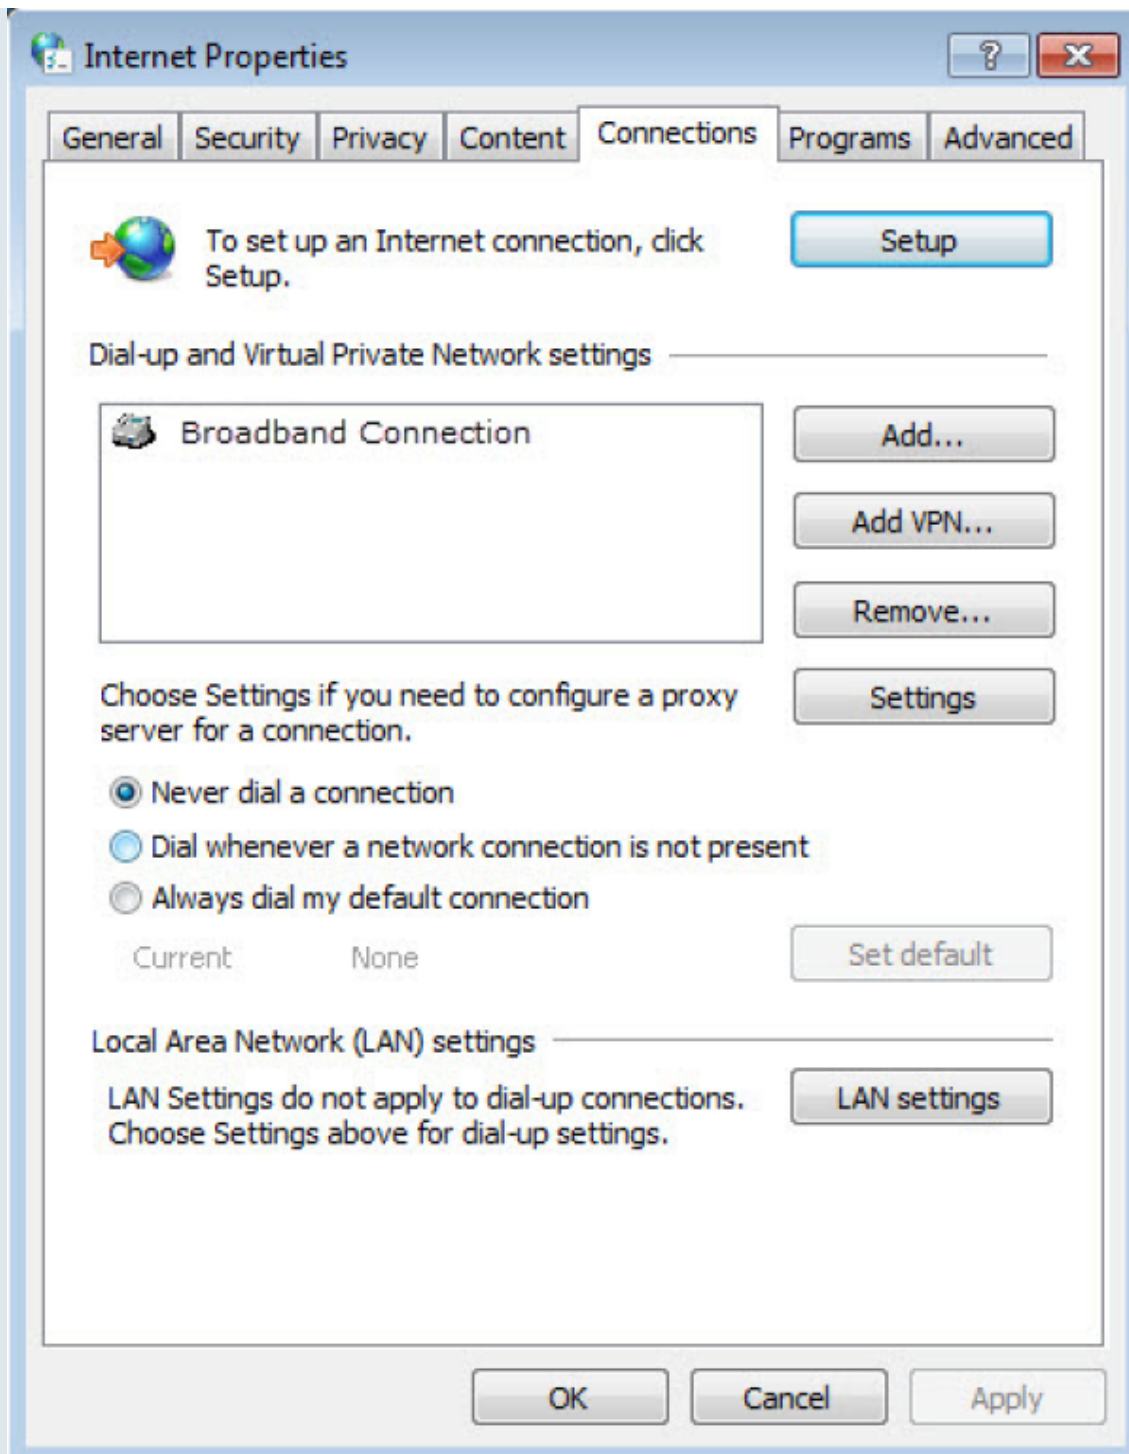 Internet Properties
?
General Security Privacy Content Connections Programs Advanced
To set up an Internet connection, click
Setup.
Setup
Dial-up and Virtual Private Network settings
Broadband Connection
Add...
Add VPN...
Remove...
Choose Settings if you need to configure a proxy
server for a connection.
Settings
Never dial a connection
Dial whenever a network connection is not present
Always dial my default connection
Current None
Set default
Local Area Network (LAN) settings
LAN Settings do not apply to dial-up connections.
Choose Settings above for dial-up settings.
LAN settings
OK Cancel Apply